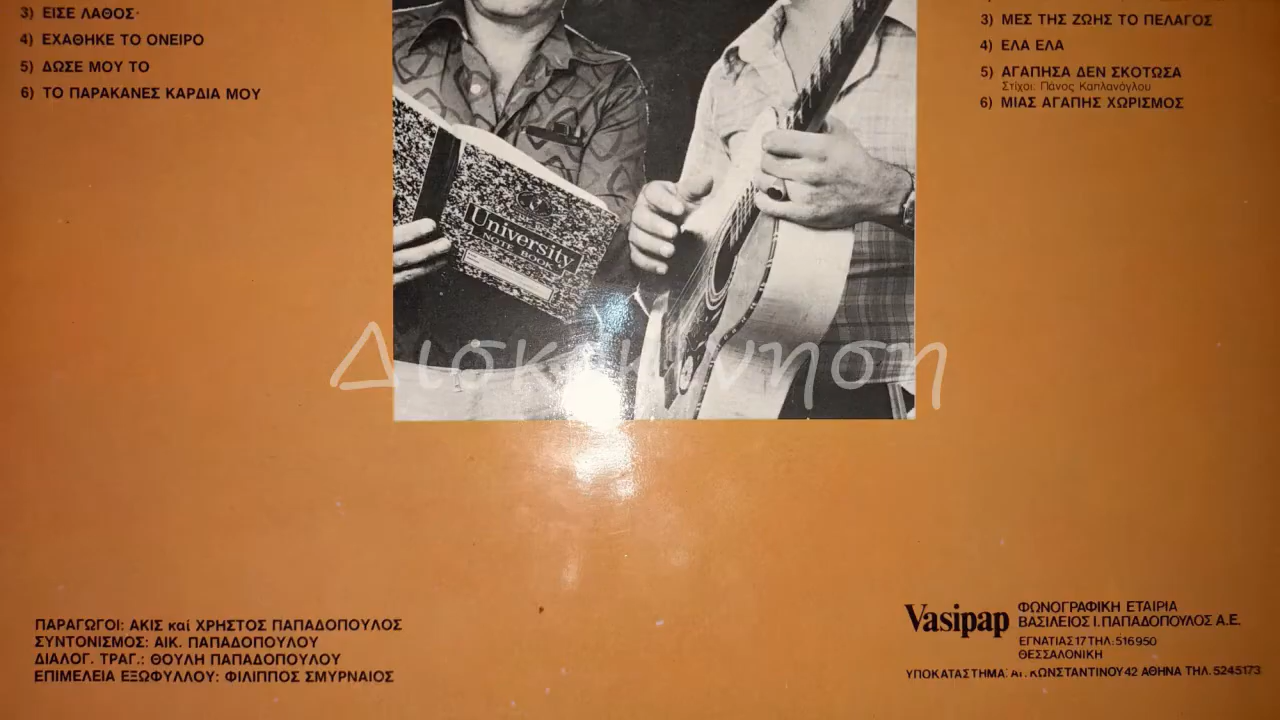 3) ΕΙΣΕ ΛΑΘΟΣ
4) ΕΧΑΘΗΚΕ ΤΟ ΟΝΕΙΡΟ
5) ΔΩΣΕ ΜΟΥ ΤΟ
6) ΤΟ ΠΑΡΑΚΑΝΕΣ ΚΑΡΔΙΑ ΜΟΥ
3) ΜΕΣ ΤΗΣ ΖΩΗΣ ΤΟ ΠΕΛΑΓΟΣ
4) ΕΛΑ ΕΛΑ
5) ΑΓΑΠΗΣΑ ΔΕΝ ΣΚΟΤΩΣΑ
Στίχοι: Πάνος Καπλανόγλου
6) ΜΙΑΣ ΑΓΑΠΗΣ ΧΩΡΙΣΜΟΣ
University
NOTE BOOK
Δισκοκίνηση
ΠΑΡΑΓΩΓΟΙ: ΑΚΙΣ καί ΧΡΗΣΤΟΣ ΠΑΠΑΔΟΠΟΥΛΟΣ
ΣΥΝΤΟΝΙΣΜΟΣ: ΑΙΚ. ΠΑΠΑΔΟΠΟΥΛΟΥ
ΔΙΑΛΟΓ. ΤΡΑΓ.: ΘΟΥΛΗ ΠΑΠΑΔΟΠΟΥΛΟΥ
ΕΠΙΜΕΛΕΙΑ ΕΞΩΦΥΛΛΟΥ: ΦΙΛΙΠΠΟΣ ΣΜΥΡΝΑΙΟΣ
Vasipap ΦΩΝΟΓΡΑΦΙΚΗ ΕΤΑΙΡΙΑ
ΒΑΣΙΛΕΙΟΣ Ι. ΠΑΠΑΔΟΠΟΥΛΟΣ Α.Ε.
ΕΓΝΑΤΙΑΣ 17 ΤΗΛ: 516950
ΘΕΣΣΑΛΟΝΙΚΗ
ΥΠΟΚΑΤΑΣΤΗΜΑ: ΑΓ. ΚΩΝΣΤΑΝΤΙΝΟΥ 42 ΑΘΗΝΑ ΤΗΛ. 5245173